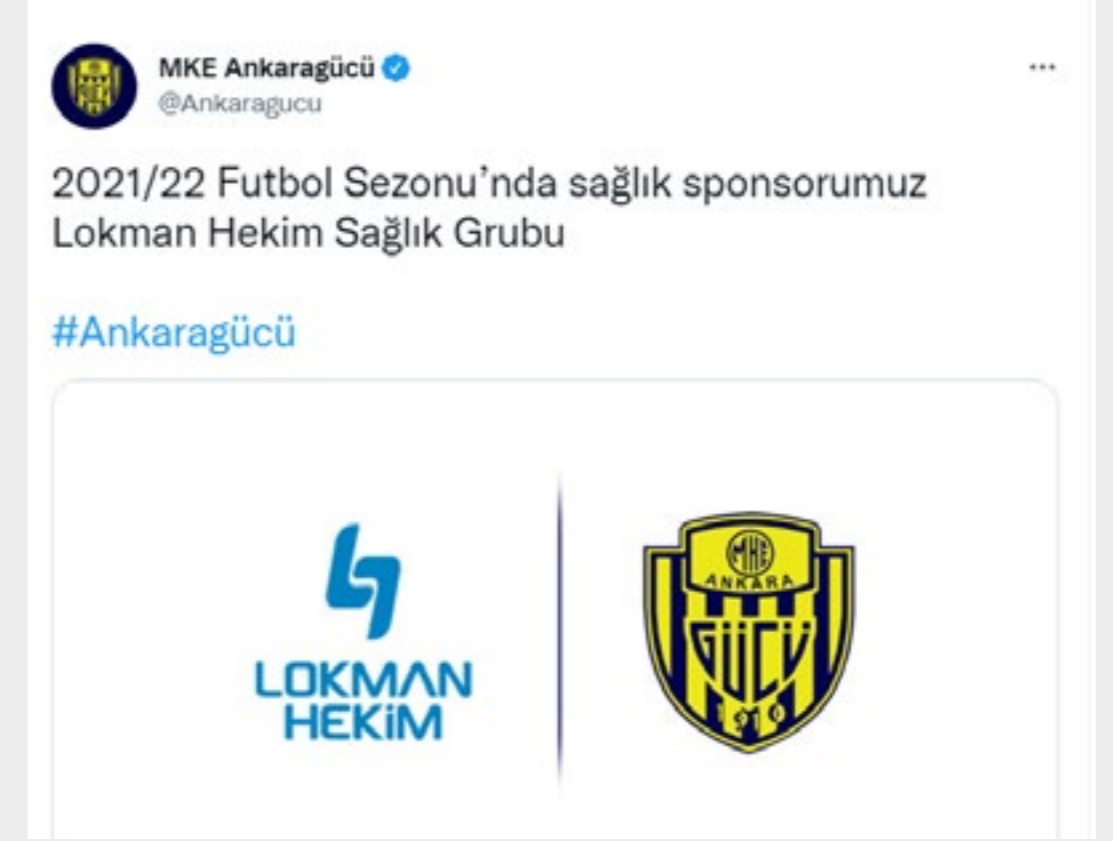 MKE Ankaragücü
@Ankaragucu
2021/22 Futbol Sezonu’nda sağlık sponsorumuz
Lokman Hekim Sağlık Grubu
#Ankaragücü
LOKMAN
HEKiM
MKE
ANKARA
GÜCÜ
1910